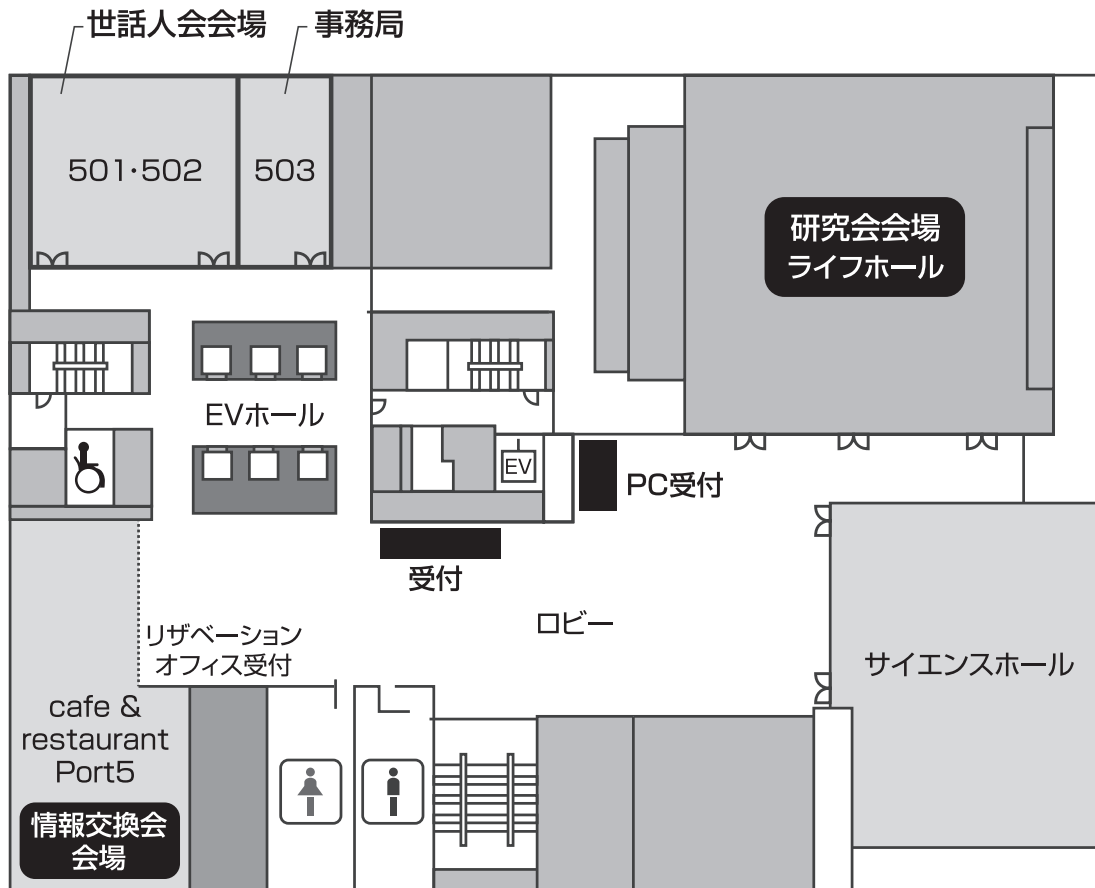 世話人会会場
事務局
501・502
503
研究会会場
ライフホール
EVホール
EV
PC受付
受付
ロビー
リザベーション
オフィス受付
サイエンスホール
cafe &
restaurant
Port5
情報交換会
会場